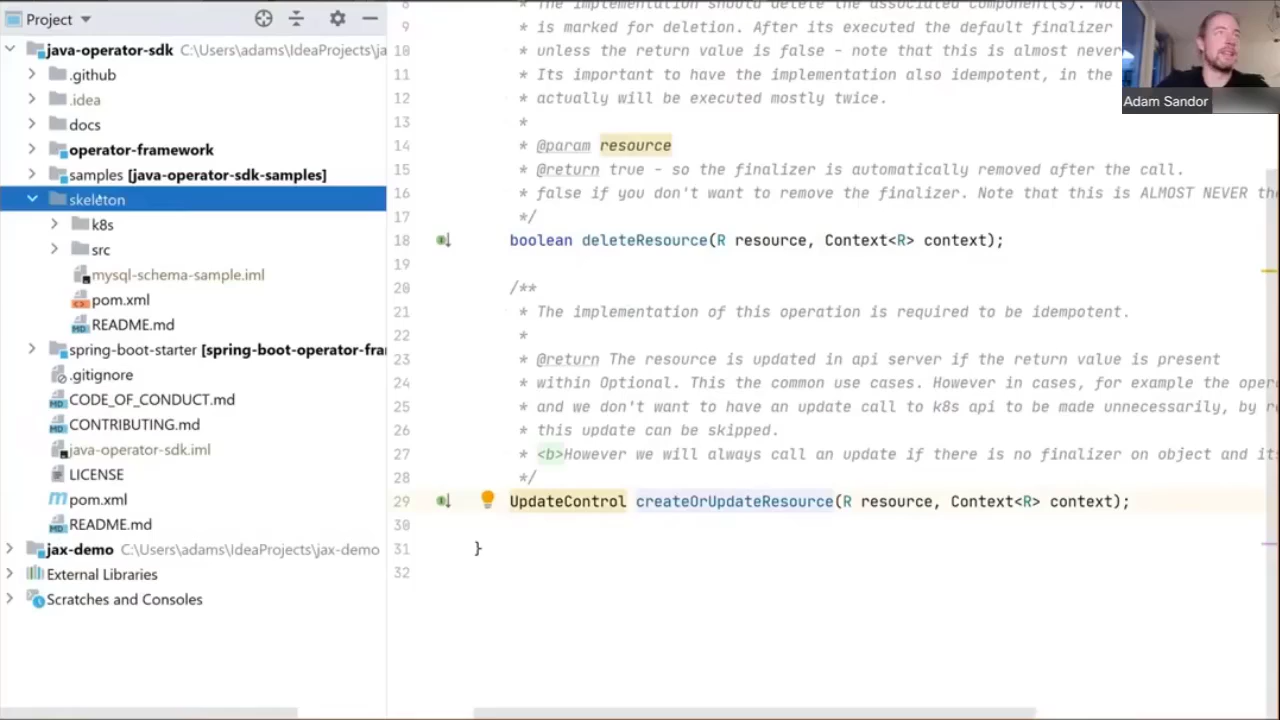 Project
java-operator-sdk C:\Users\adams\IdeaProjects\ja
.github
.idea
docs
operator-framework
samples [java-operator-sdk-samples]
skeleton
k8s
src
mysql-schema-sample.iml
pom.xml
README.md
spring-boot-starter [spring-boot-operator-fra
.gitignore
CODE_OF_CONDUCT.md
CONTRIBUTING.md
java-operator-sdk.iml
LICENSE
pom.xml
README.md
jax-demo C:\Users\adams\IdeaProjects\jax-demo
External Libraries
Scratches and Consoles
8 * The implementation should delete the associated component(s). Not
9 * is marked for deletion. After its executed the default finalizer
10 * unless the return value is false - note that this is almost never
11 * Its important to have the implementation also idempotent, in the
12 * actually will be executed mostly twice.
13 *
14 * @param resource
15 * @return true - so the finalizer is automatically removed after the call.
16 * false if you don't want to remove the finalizer. Note that this is ALMOST NEVER the
17 */
18 boolean deleteResource(R resource, Context<R> context);
19
20 /**
21 * The implementation of this operation is required to be idempotent.
22 *
23 * @return The resource is updated in api server if the return value is present
24 * within Optional. This the common use cases. However in cases, for example the oper
25 * and we don't want to have an update call to k8s api to be made unnecessarily, by r
26 * this update can be skipped.
27 * <b>However we will always call an update if there is no finalizer on object and it
28 */
29 UpdateControl createOrUpdateResource(R resource, Context<R> context);
30
31 }
32
Adam Sandor